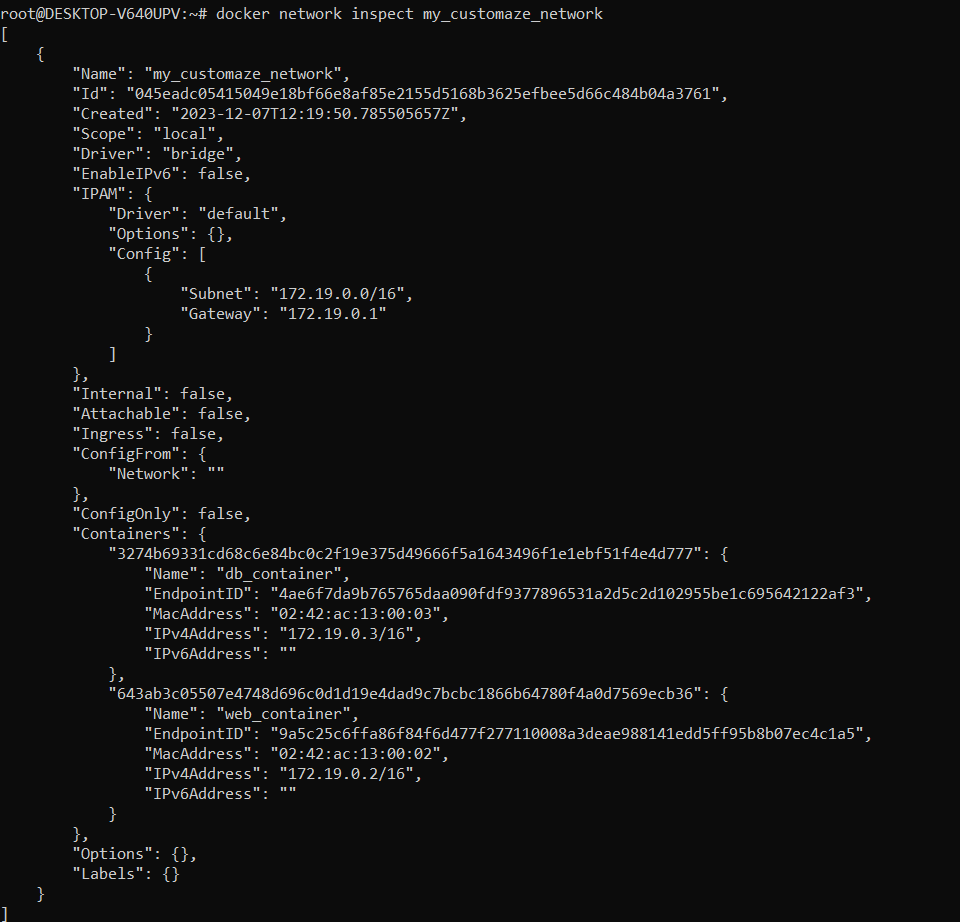 root@DESKTOP-V640UPV:~# docker network inspect my_customaze_network
[
    {
        "Name": "my_customaze_network",
        "Id": "045eadc05415049e18bf66e8af85e2155d5168b3625efbee5d66c484b04a3761",
        "Created": "2023-12-07T12:19:50.785505657Z",
        "Scope": "local",
        "Driver": "bridge",
        "EnableIPv6": false,
        "IPAM": {
            "Driver": "default",
            "Options": {},
            "Config": [
                {
                    "Subnet": "172.19.0.0/16",
                    "Gateway": "172.19.0.1"
                }
            ]
        },
        "Internal": false,
        "Attachable": false,
        "Ingress": false,
        "ConfigFrom": {
            "Network": ""
        },
        "ConfigOnly": false,
        "Containers": {
            "3274b69331cd68c6e84bc0c2f19e375d49666f5a1643496f1e1ebf51f4e4d777": {
                "Name": "db_container",
                "EndpointID": "4ae6f7da9b765765daa090fdf9377896531a2d5c2d102955be1c695642122af3",
                "MacAddress": "02:42:ac:13:00:03",
                "IPv4Address": "172.19.0.3/16",
                "IPv6Address": ""
            },
            "643ab3c05507e4748d696c0d1d19e4dad9c7bcbc1866b64780f4a0d7569ecb36": {
                "Name": "web_container",
                "EndpointID": "9a5c25c6ffa86f84f6d477f277110008a3deae988141edd5ff95b8b07ec4c1a5",
                "MacAddress": "02:42:ac:13:00:02",
                "IPv4Address": "172.19.0.2/16",
                "IPv6Address": ""
            }
        },
        "Options": {},
        "Labels": {}
    }
]